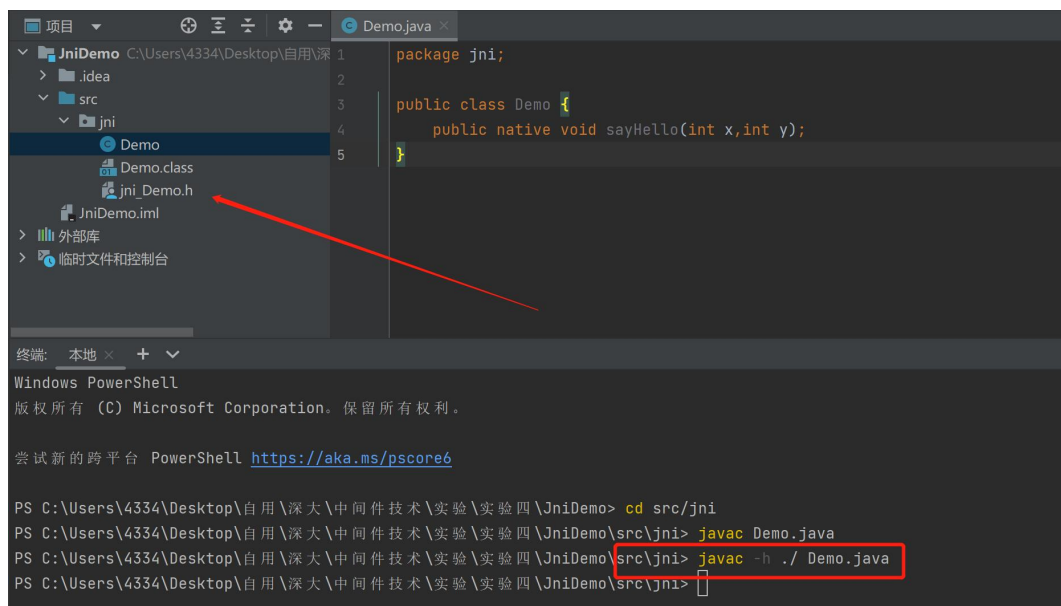 项目
Demo.java
JniDemo C:\Users\4334\Desktop\自用\深
.idea
src
jni
Demo
Demo.class
jni_Demo.h
JniDemo.iml
外部库
临时文件和控制台
1 package jni;
2
3 public class Demo {
4 public native void sayHello(int x,int y);
5 }
终端: 本地
Windows PowerShell
版权所有 (C) Microsoft Corporation。保留所有权利。
尝试新的跨平台 PowerShell https://aka.ms/pscore6
PS C:\Users\4334\Desktop\自用\深大\中间件技术\实验\实验四\JniDemo> cd src/jni
PS C:\Users\4334\Desktop\自用\深大\中间件技术\实验\实验四\JniDemo\src\jni> javac Demo.java
PS C:\Users\4334\Desktop\自用\深大\中间件技术\实验\实验四\JniDemo\src\jni> javac -h ./ Demo.java
PS C:\Users\4334\Desktop\自用\深大\中间件技术\实验\实验四\JniDemo\src\jni>